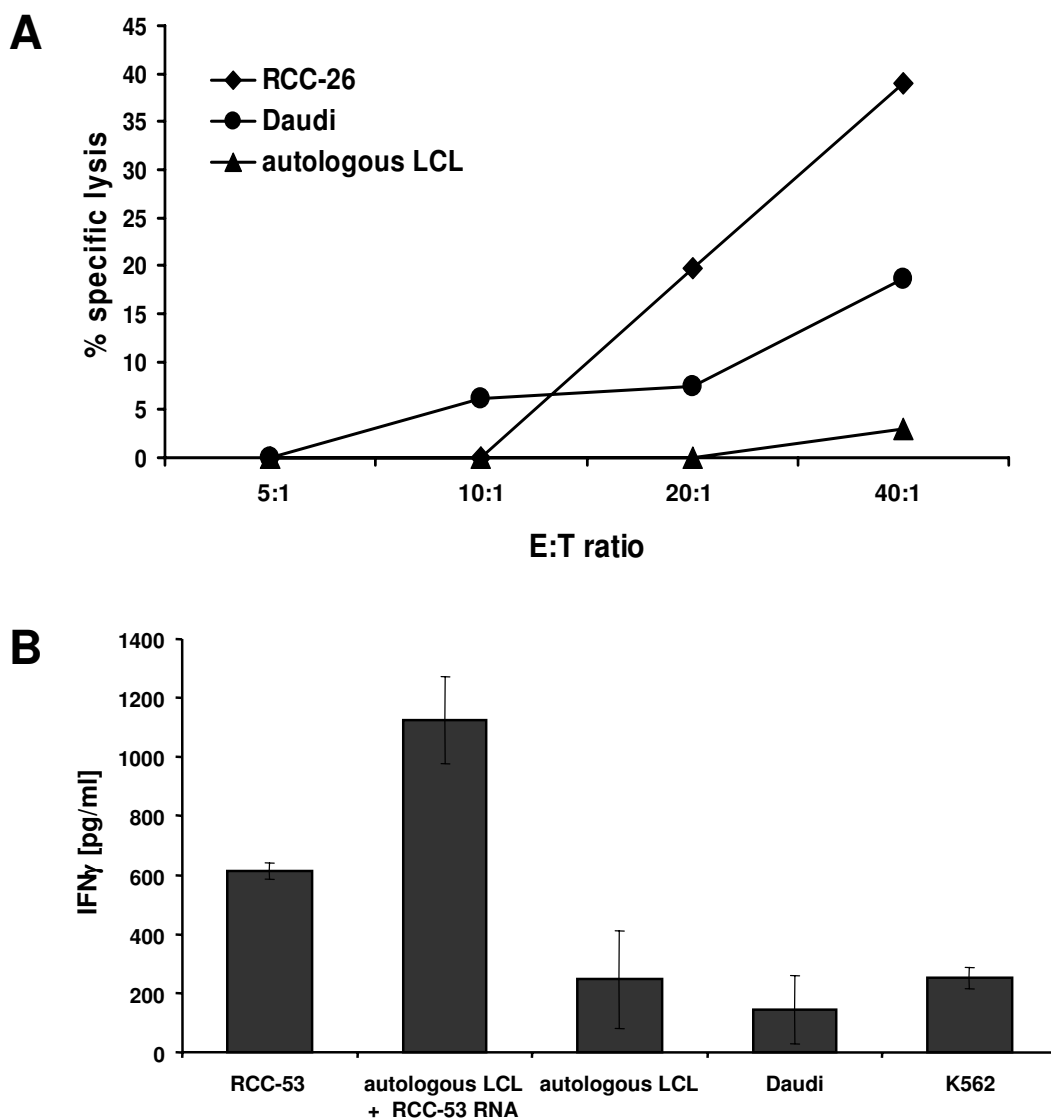 A
45
40
35
30
25
20
15
10
5
0
% specific lysis
RCC-26
Daudi
autologous LCL
5:1
10:1
20:1
40:1
E:T ratio
B
1400
1200
1000
800
600
400
200
0
IFNγ [pg/ml]
RCC-53
autologous LCL
+ RCC-53 RNA
autologous LCL
Daudi
K562